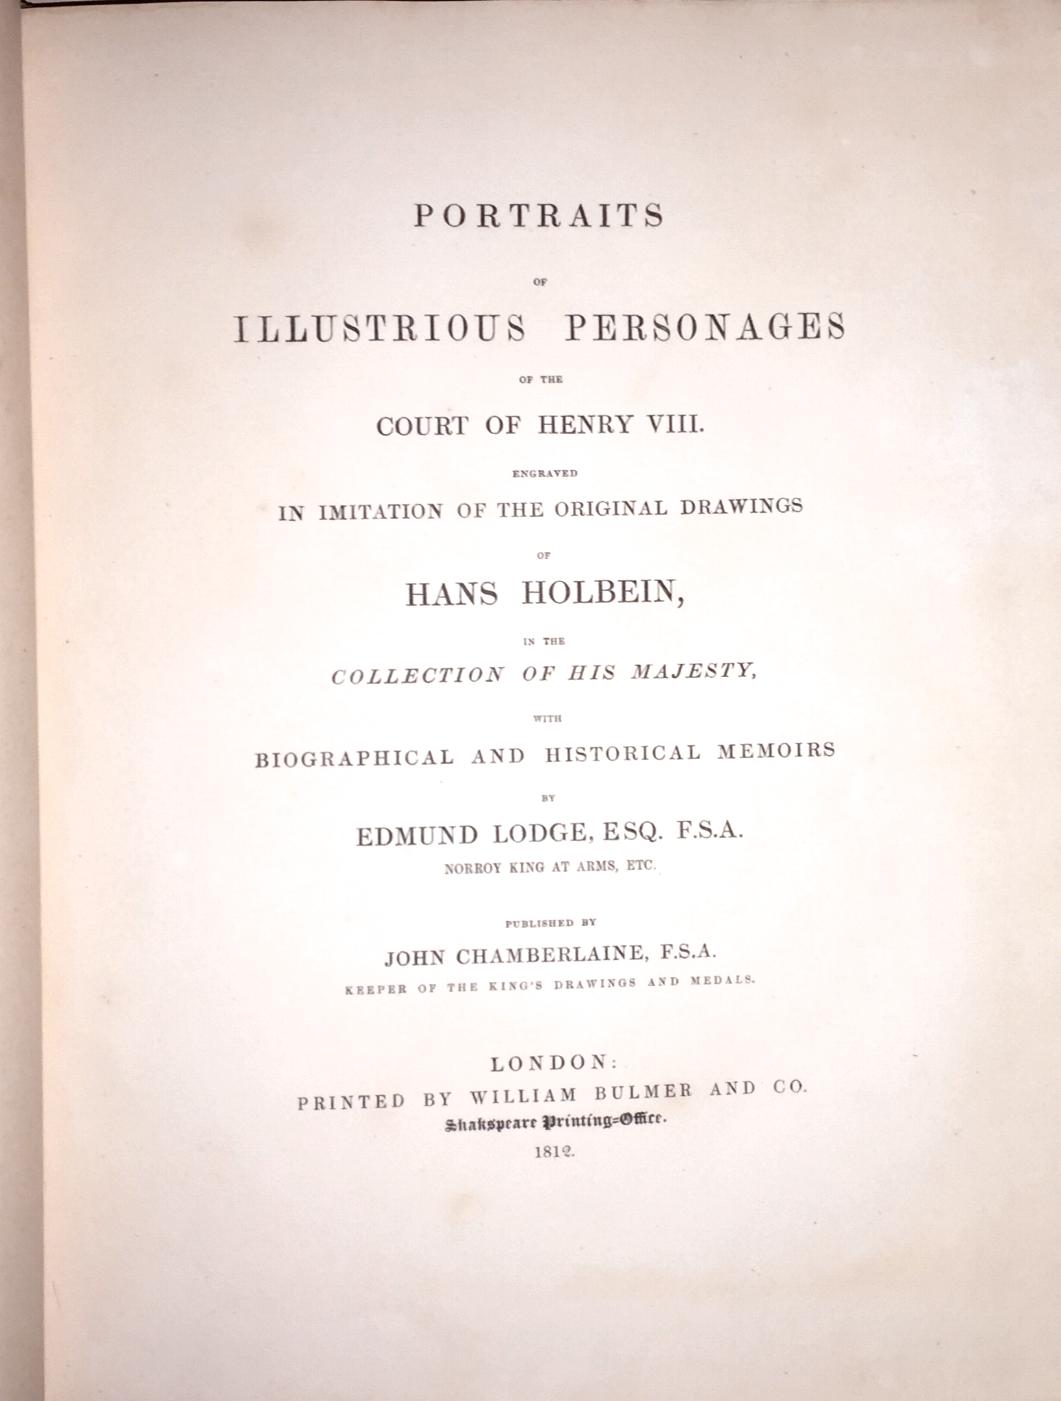 PORTRAITS
OF
ILLUSTRIOUS PERSONAGES
OF THE
COURT OF HENRY VIII.
ENGRAVED
IN IMITATION OF THE ORIGINAL DRAWINGS
OF
HANS HOLBEIN,
IN THE
COLLECTION OF HIS MAJESTY,
WITH
BIOGRAPHICAL AND HISTORICAL MEMOIRS
BY
EDMUND LODGE, ESQ. F.S.A.
NORROY KING AT ARMS, ETC.
PUBLISHED BY
JOHN CHAMBERLAINE, F.S.A.
KEEPER OF THE KING'S DRAWINGS AND MEDALS.
LONDON:
PRINTED BY WILLIAM BULMER AND CO.
Shakspeare Printing=Office.
1812.